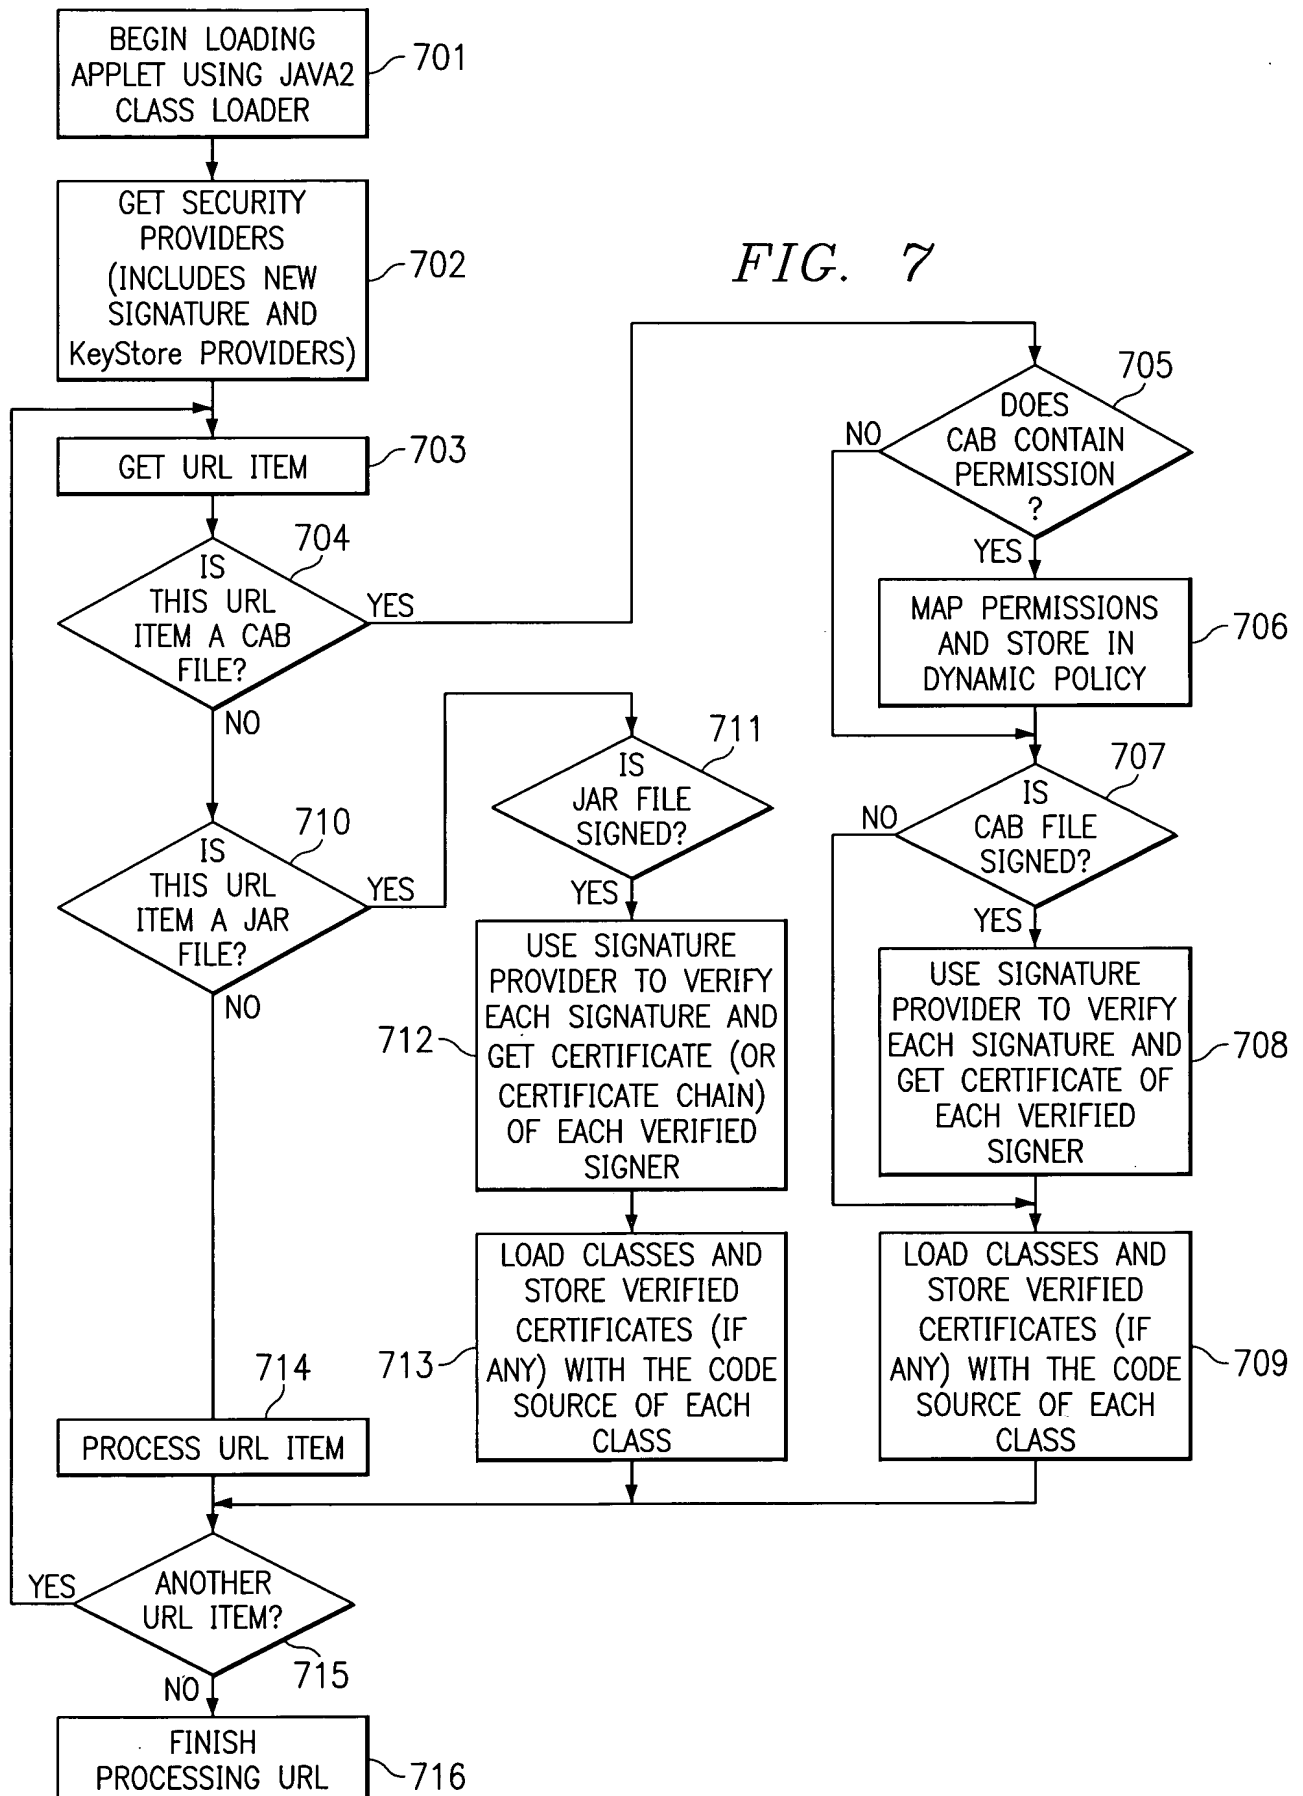 BEGIN LOADING
APPLET USING JAVA2
CLASS LOADER
701
GET SECURITY
PROVIDERS
(INCLUDES NEW
SIGNATURE AND
KeyStore PROVIDERS)
702
FIG. 7
GET URL ITEM
703
IS
THIS URL
ITEM A CAB
FILE?
704
YES
NO
DOES
CAB CONTAIN
PERMISSION
?
705
NO
YES
MAP PERMISSIONS
AND STORE IN
DYNAMIC POLICY
706
IS
CAB FILE
SIGNED?
707
NO
YES
USE SIGNATURE
PROVIDER TO VERIFY
EACH SIGNATURE AND
GET CERTIFICATE OF
EACH VERIFIED
SIGNER
708
LOAD CLASSES AND
STORE VERIFIED
CERTIFICATES (IF
ANY) WITH THE CODE
SOURCE OF EACH
CLASS
709
IS
THIS URL
ITEM A JAR
FILE?
710
YES
NO
IS
JAR FILE
SIGNED?
711
YES
USE SIGNATURE
PROVIDER TO VERIFY
EACH SIGNATURE AND
GET CERTIFICATE (OR
CERTIFICATE CHAIN)
OF EACH VERIFIED
SIGNER
712
LOAD CLASSES AND
STORE VERIFIED
CERTIFICATES (IF
ANY) WITH THE CODE
SOURCE OF EACH
CLASS
713
714
PROCESS URL ITEM
ANOTHER
URL ITEM?
715
YES
NO
FINISH
PROCESSING URL
716